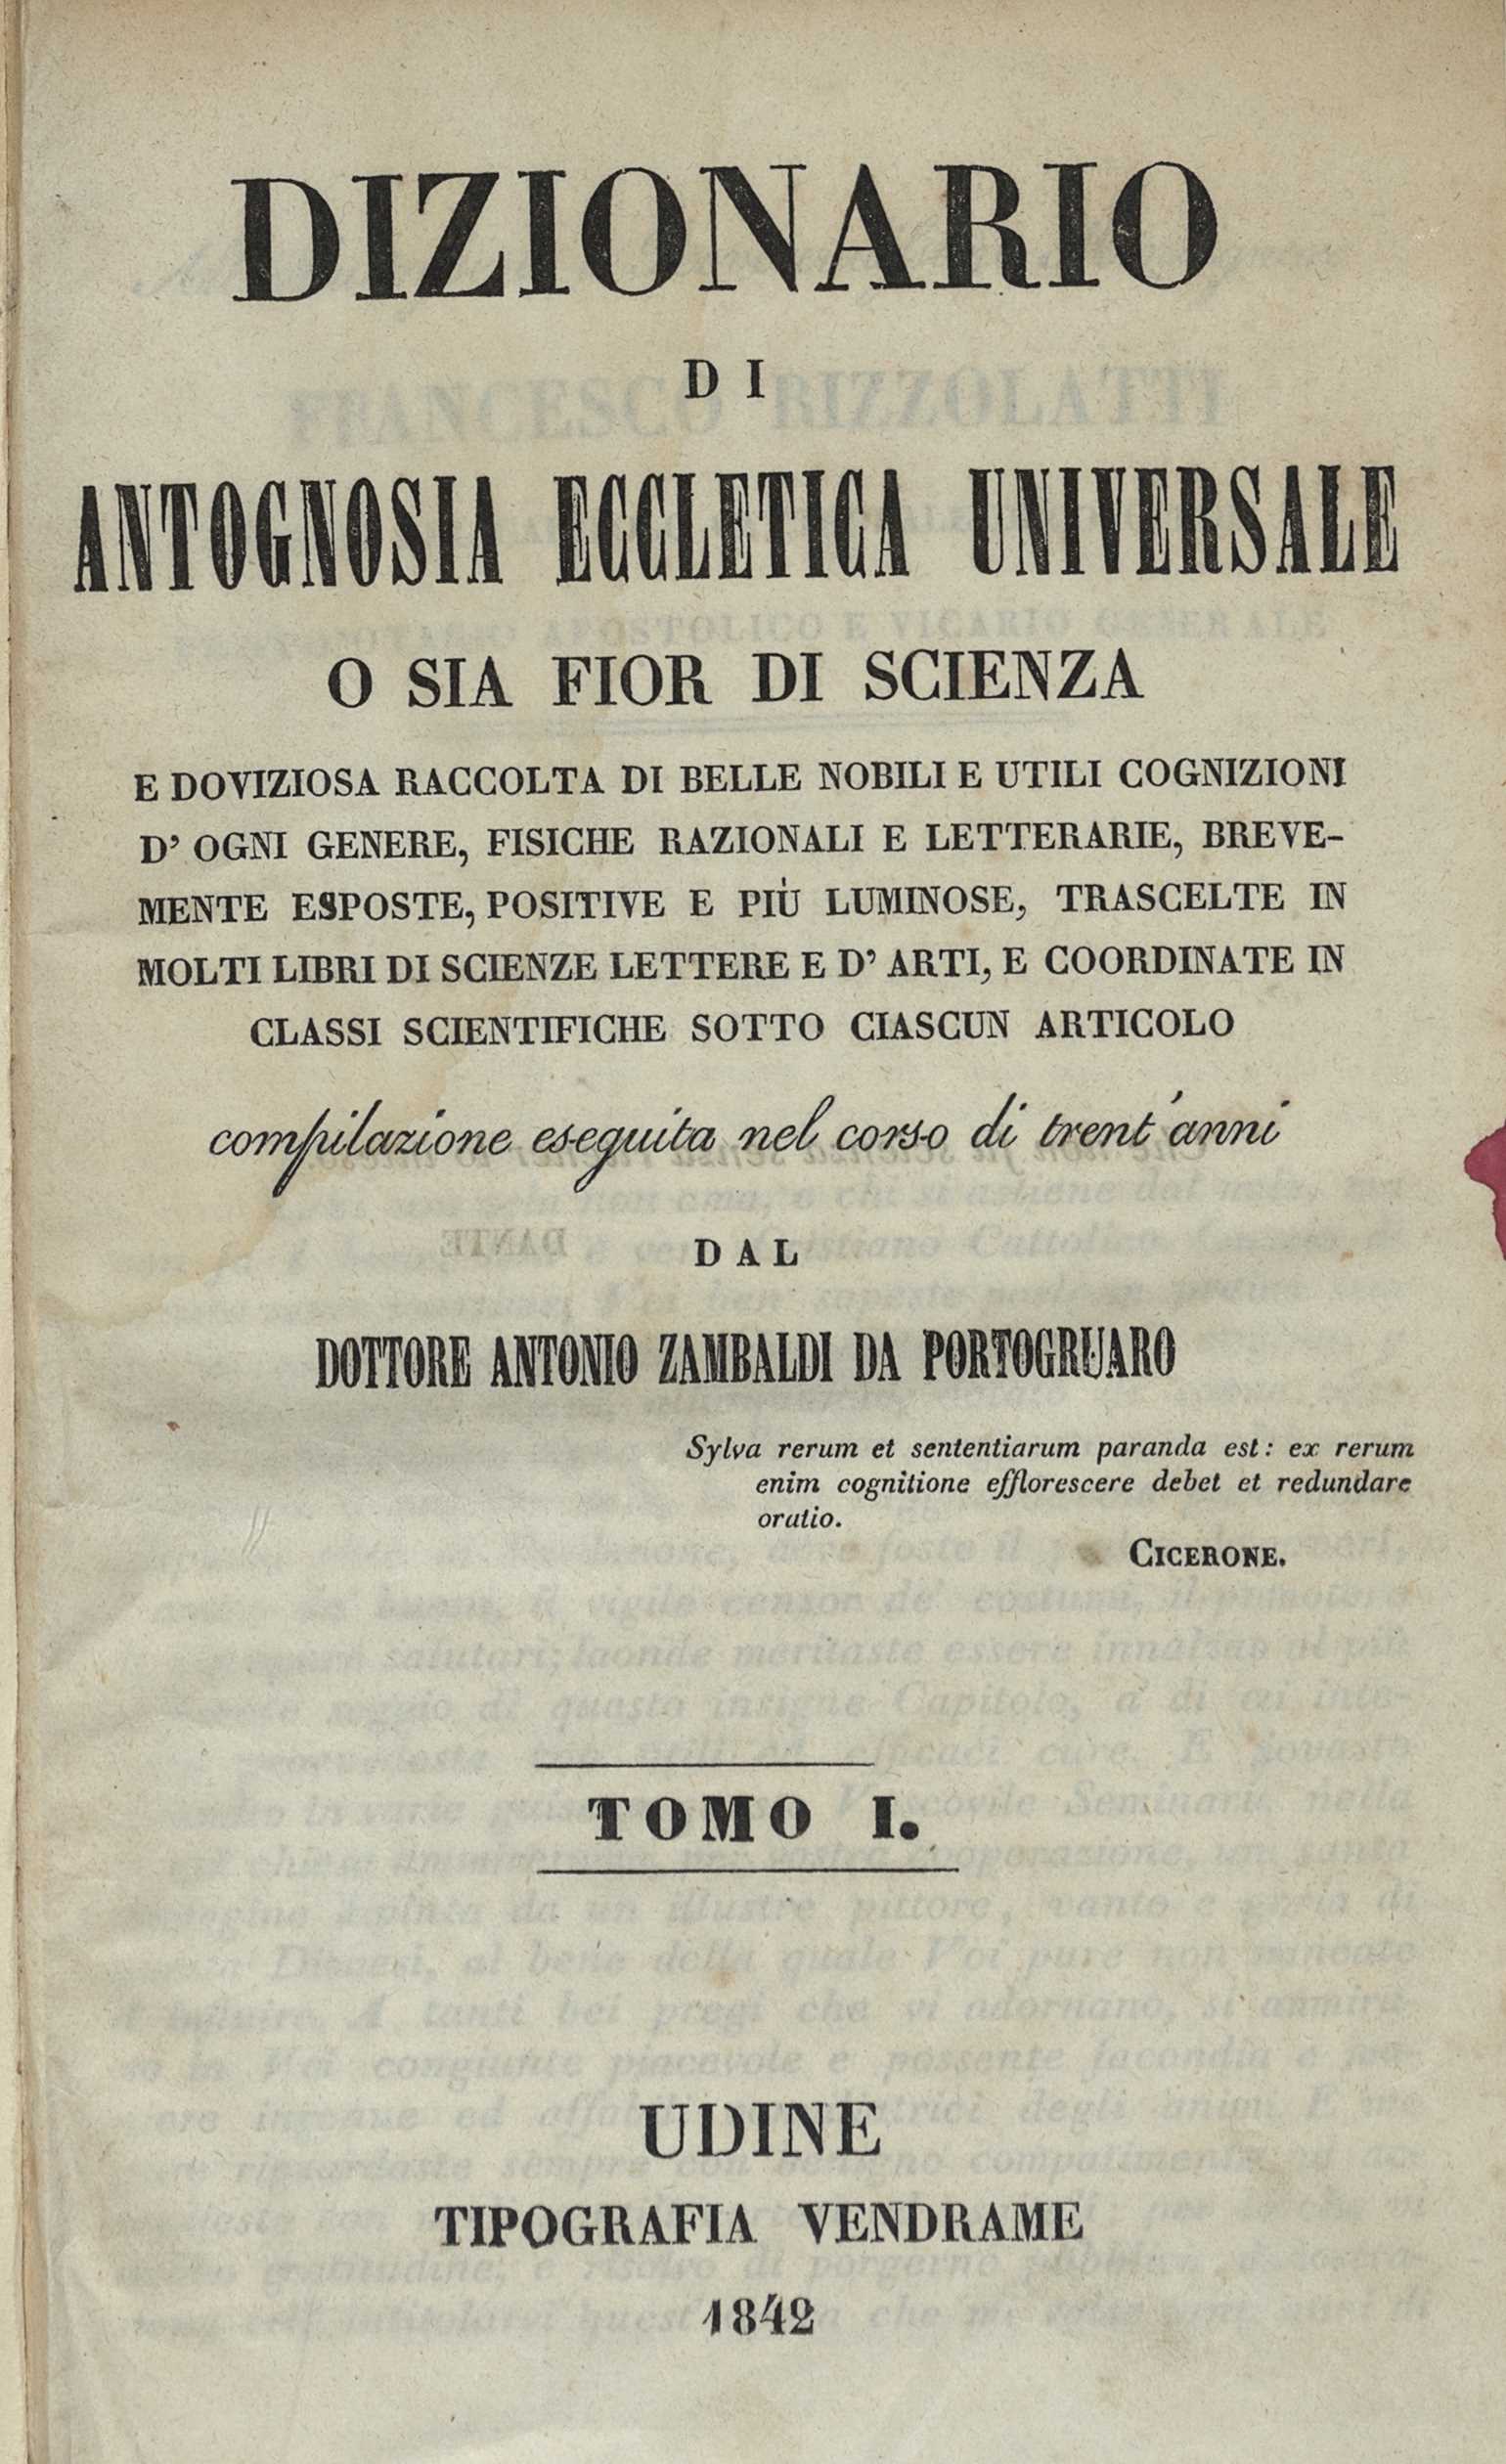 DIZIONARIO
DI
ANTOGNOSIA ECCLETICA UNIVERSALE
O SIA FIOR DI SCIENZA
E DOVIZIOSA RACCOLTA DI BELLE NOBILI E UTILI COGNIZIONI
D' OGNI GENERE, FISICHE RAZIONALI E LETTERARIE, BREVE-
MENTE ESPOSTE, POSITIVE E PIÙ LUMINOSE, TRASCELTE IN
MOLTI LIBRI DI SCIENZE LETTERE E D' ARTI, E COORDINATE IN
CLASSI SCIENTIFICHE SOTTO CIASCUN ARTICOLO
compilazione eseguita nel corso di trent'anni
DAL
DOTTORE ANTONIO ZAMBALDI DA PORTOGRUARO
Sylva rerum et sententiarum paranda est: ex rerum
enim cognitione efflorescere debet et redundare
oratio.
CICERONE.
TOMO I.
UDINE
TIPOGRAFIA VENDRAME
1842